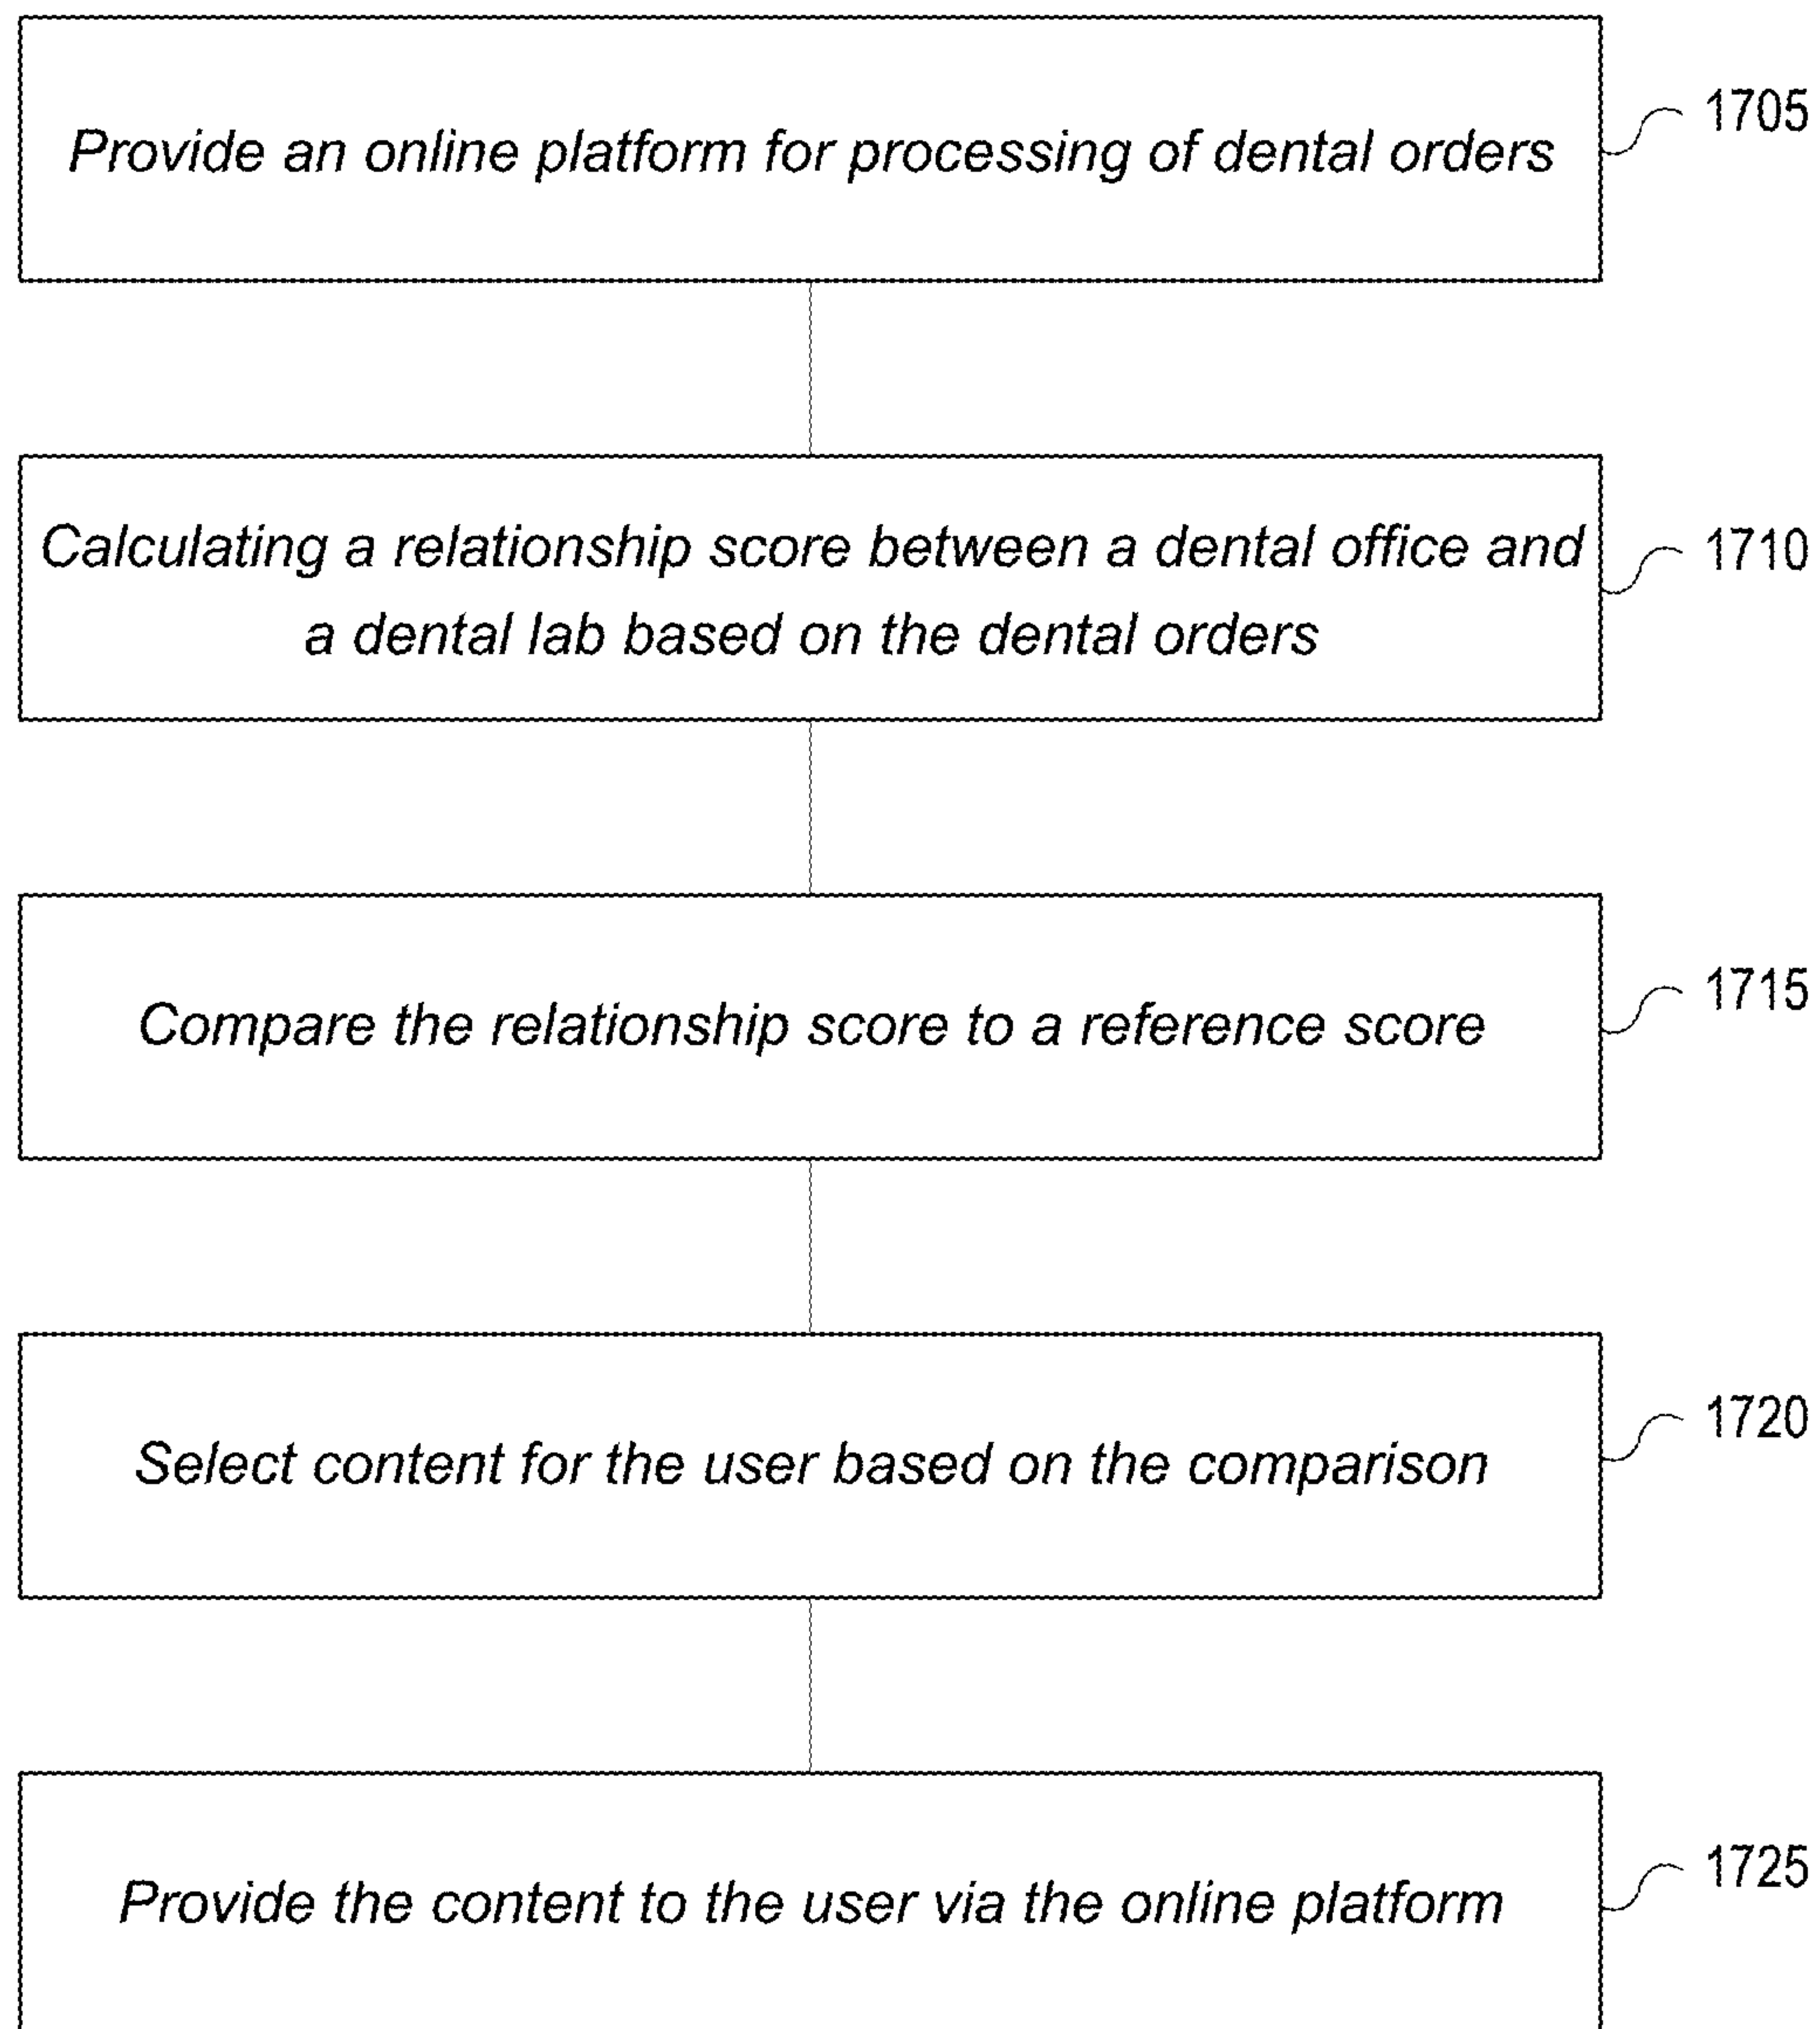 Provide an online platform for processing of dental orders
1705
Calculating a relationship score between a dental office and
a dental lab based on the dental orders
1710
Compare the relationship score to a reference score
1715
Select content for the user based on the comparison
1720
Provide the content to the user via the online platform
1725